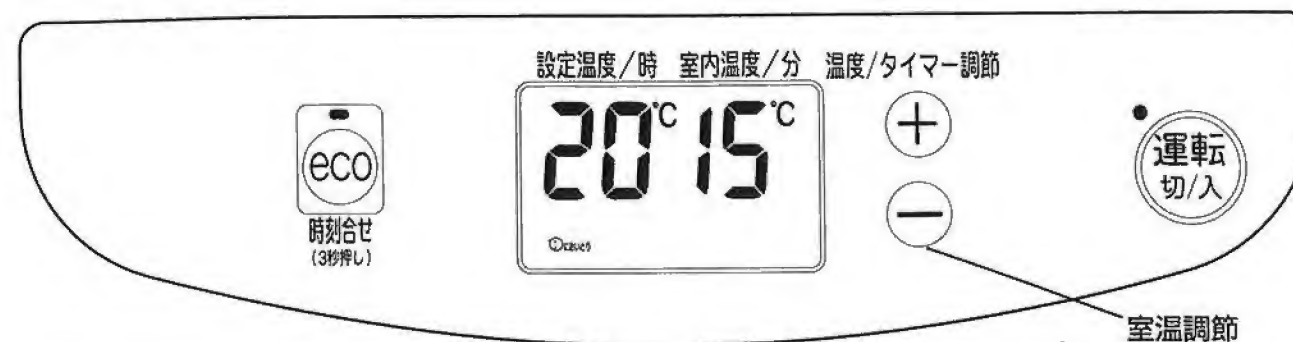 設定温度/時 室内温度/分 温度/タイマー調節
20℃ 15℃
eco
時刻合せ
(3秒押し)
+
−
運転
切/入
室温調節